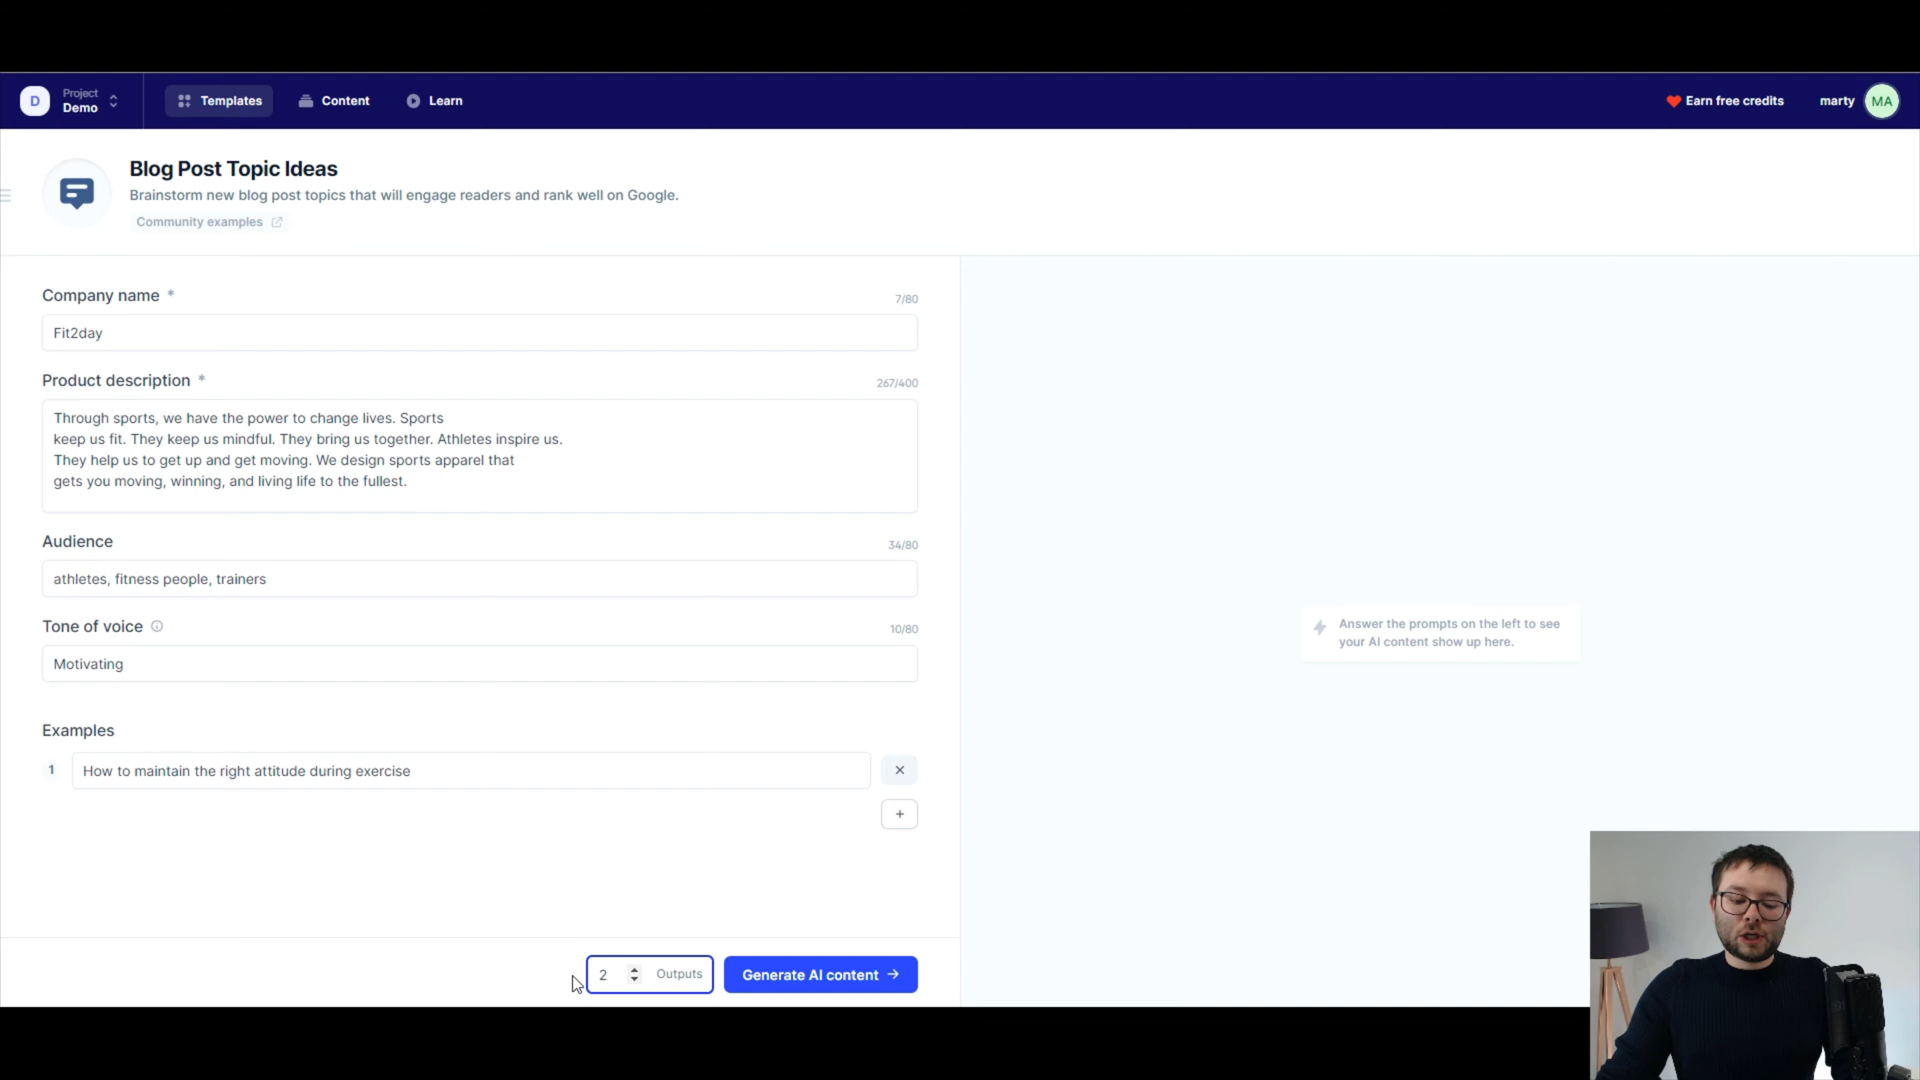 D
Project
Demo
Templates
Content
Learn
Earn free credits
marty
MA
Blog Post Topic Ideas
Brainstorm new blog post topics that will engage readers and rank well on Google.
Community examples
Company name *
7/80
Fit2day
Product description *
267/400
Through sports, we have the power to change lives. Sports
keep us fit. They keep us mindful. They bring us together. Athletes inspire us.
They help us to get up and get moving. We design sports apparel that
gets you moving, winning, and living life to the fullest.
Audience
34/80
athletes, fitness people, trainers
Tone of voice
10/80
Motivating
Examples
1
How to maintain the right attitude during exercise
2
Outputs
Generate AI content
Answer the prompts on the left to see
your AI content show up here.